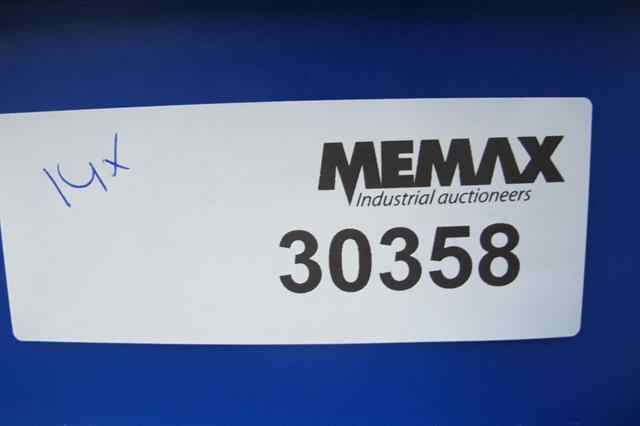 14x
MEMAX
Industrial auctioneers
30358